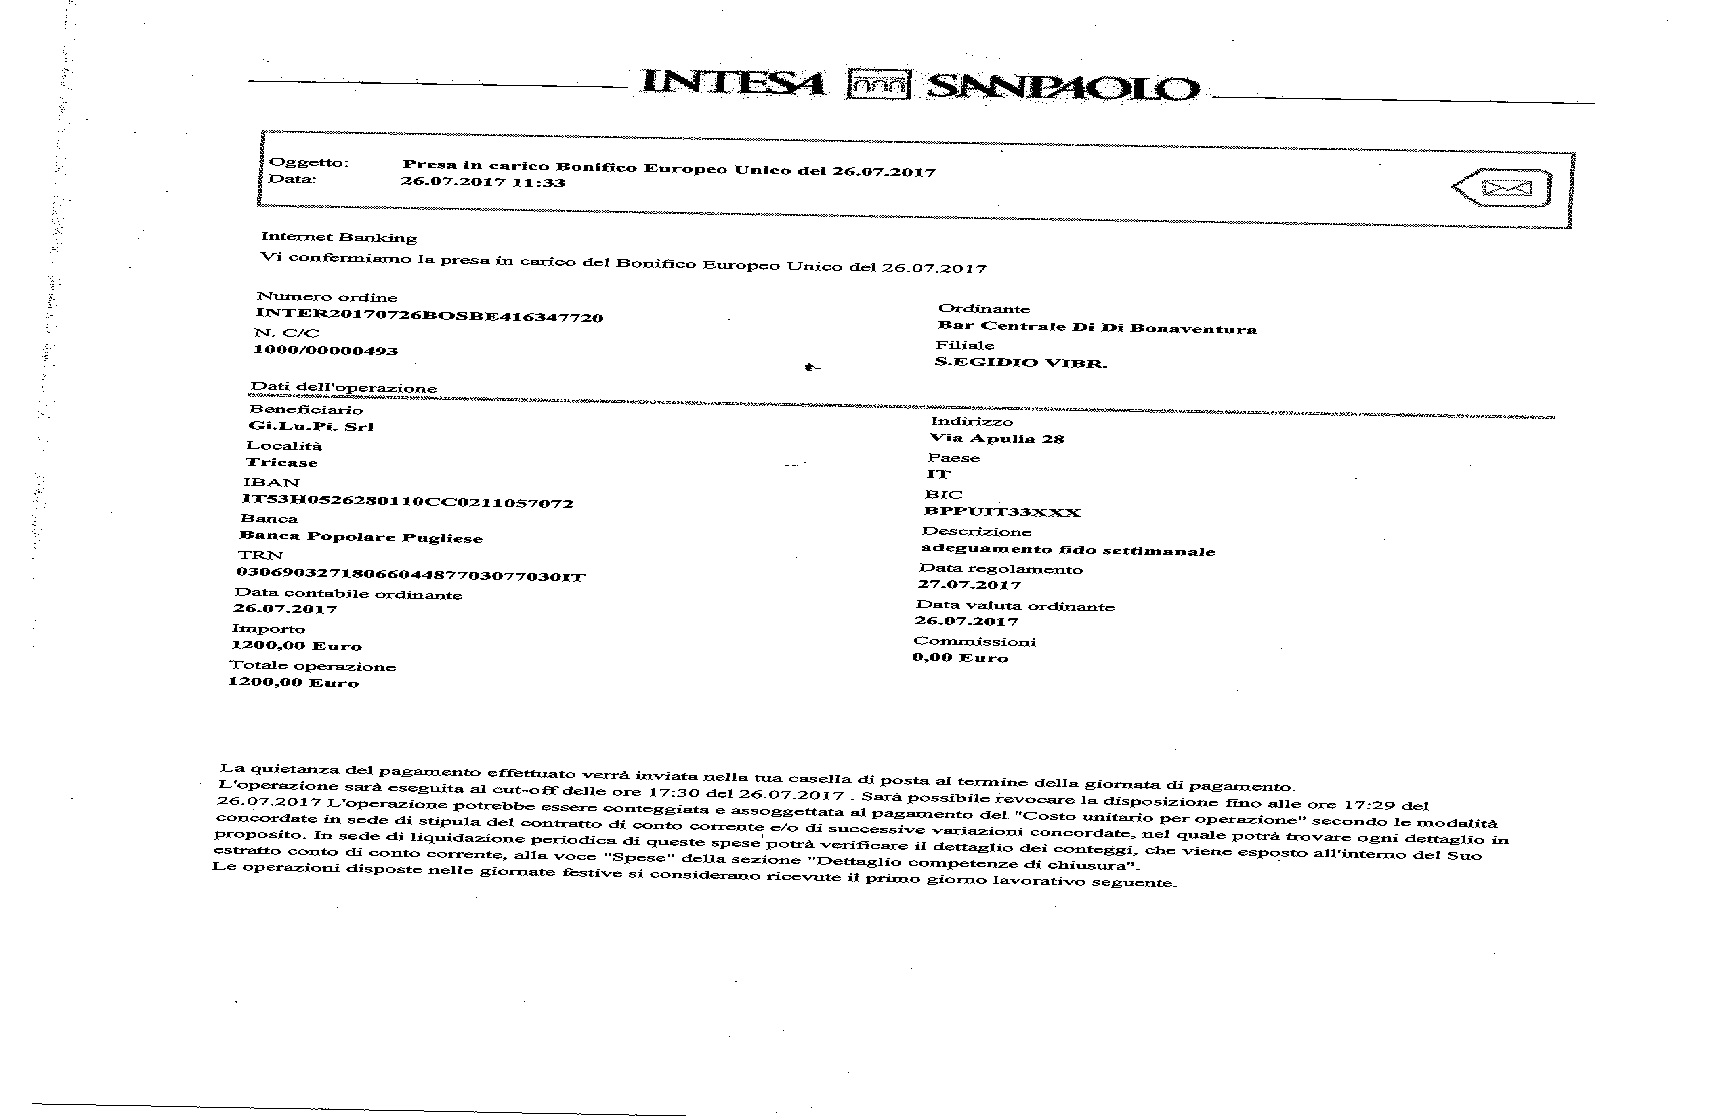 INTESA SANPAOLO
Oggetto: Presa in carico Bonifico Europeo Unico del 26.07.2017
Data: 26.07.2017 11:33
Internet Banking
Vi confermiamo la presa in carico del Bonifico Europeo Unico del 26.07.2017
Numero ordine
INTER20170726BOSBE416347720
N. C/C
1000/00000493
Ordinante
Bar Centrale Di Di Bonaventura
Filiale
S.EGIDIO VIBR.
Dati dell'operazione
Beneficiario
Gi.Lu.Pi. Srl
Località
Tricase
IBAN
IT53H0526280110CC0211057072
Banca
Banca Popolare Pugliese
TRN
0306903271806604487703077030IT
Data contabile ordinante
26.07.2017
Importo
1200,00 Euro
Totale operazione
1200,00 Euro
Indirizzo
Via Apulia 28
Paese
IT
BIC
BPPUIT33XXX
Descrizione
adeguamento fido settimanale
Data regolamento
27.07.2017
Data valuta ordinante
26.07.2017
Commissioni
0,00 Euro
La quietanza del pagamento effettuato verrà inviata nella tua casella di posta al termine della giornata di pagamento.
L'operazione sarà eseguita al cut-off delle ore 17:30 del 26.07.2017 . Sarà possibile revocare la disposizione fino alle ore 17:29 del
26.07.2017 L'operazione potrebbe essere conteggiata e assoggettata al pagamento del "Costo unitario per operazione" secondo le modalità
concordate in sede di stipula del contratto di conto corrente e/o di successive variazioni concordate, nel quale potrà trovare ogni dettaglio in
proposito. In sede di liquidazione periodica di queste spese potrà verificare il dettaglio dei conteggi, che viene esposto all'interno del Suo
estratto conto di conto corrente, alla voce "Spese" della sezione "Dettaglio competenze di chiusura".
Le operazioni disposte nelle giornate festive si considerano ricevute il primo giorno lavorativo seguente.